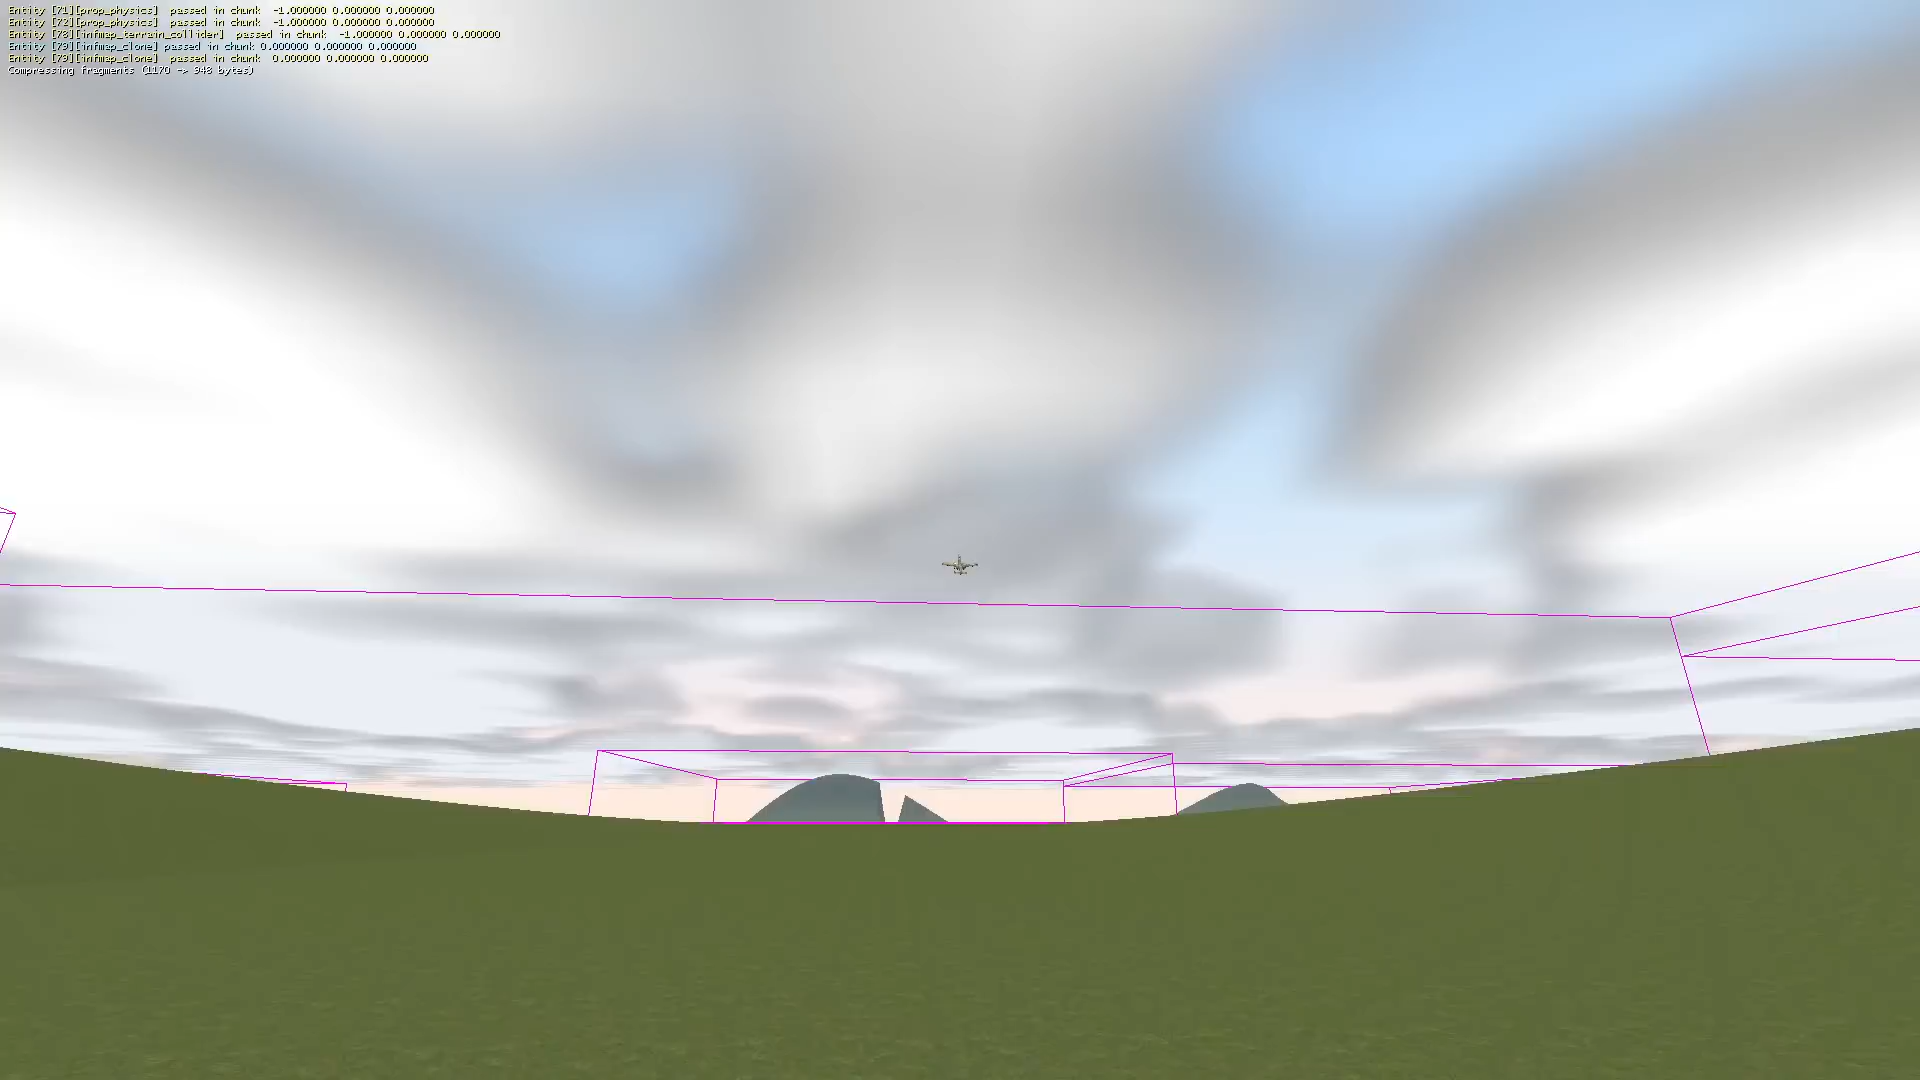 Entity [71][prop_physics] passed in chunk -1.000000 0.000000 0.000000
Entity [72][prop_physics] passed in chunk -1.000000 0.000000 0.000000
Entity [78][infmap_terrain_collider] passed in chunk -1.000000 0.000000 0.000000
Entity [79][infmap_clone] passed in chunk 0.000000 0.000000 0.000000
Entity [79][infmap_clone] passed in chunk 0.000000 0.000000 0.000000
Compressing fragments (1170 -> 948 bytes)